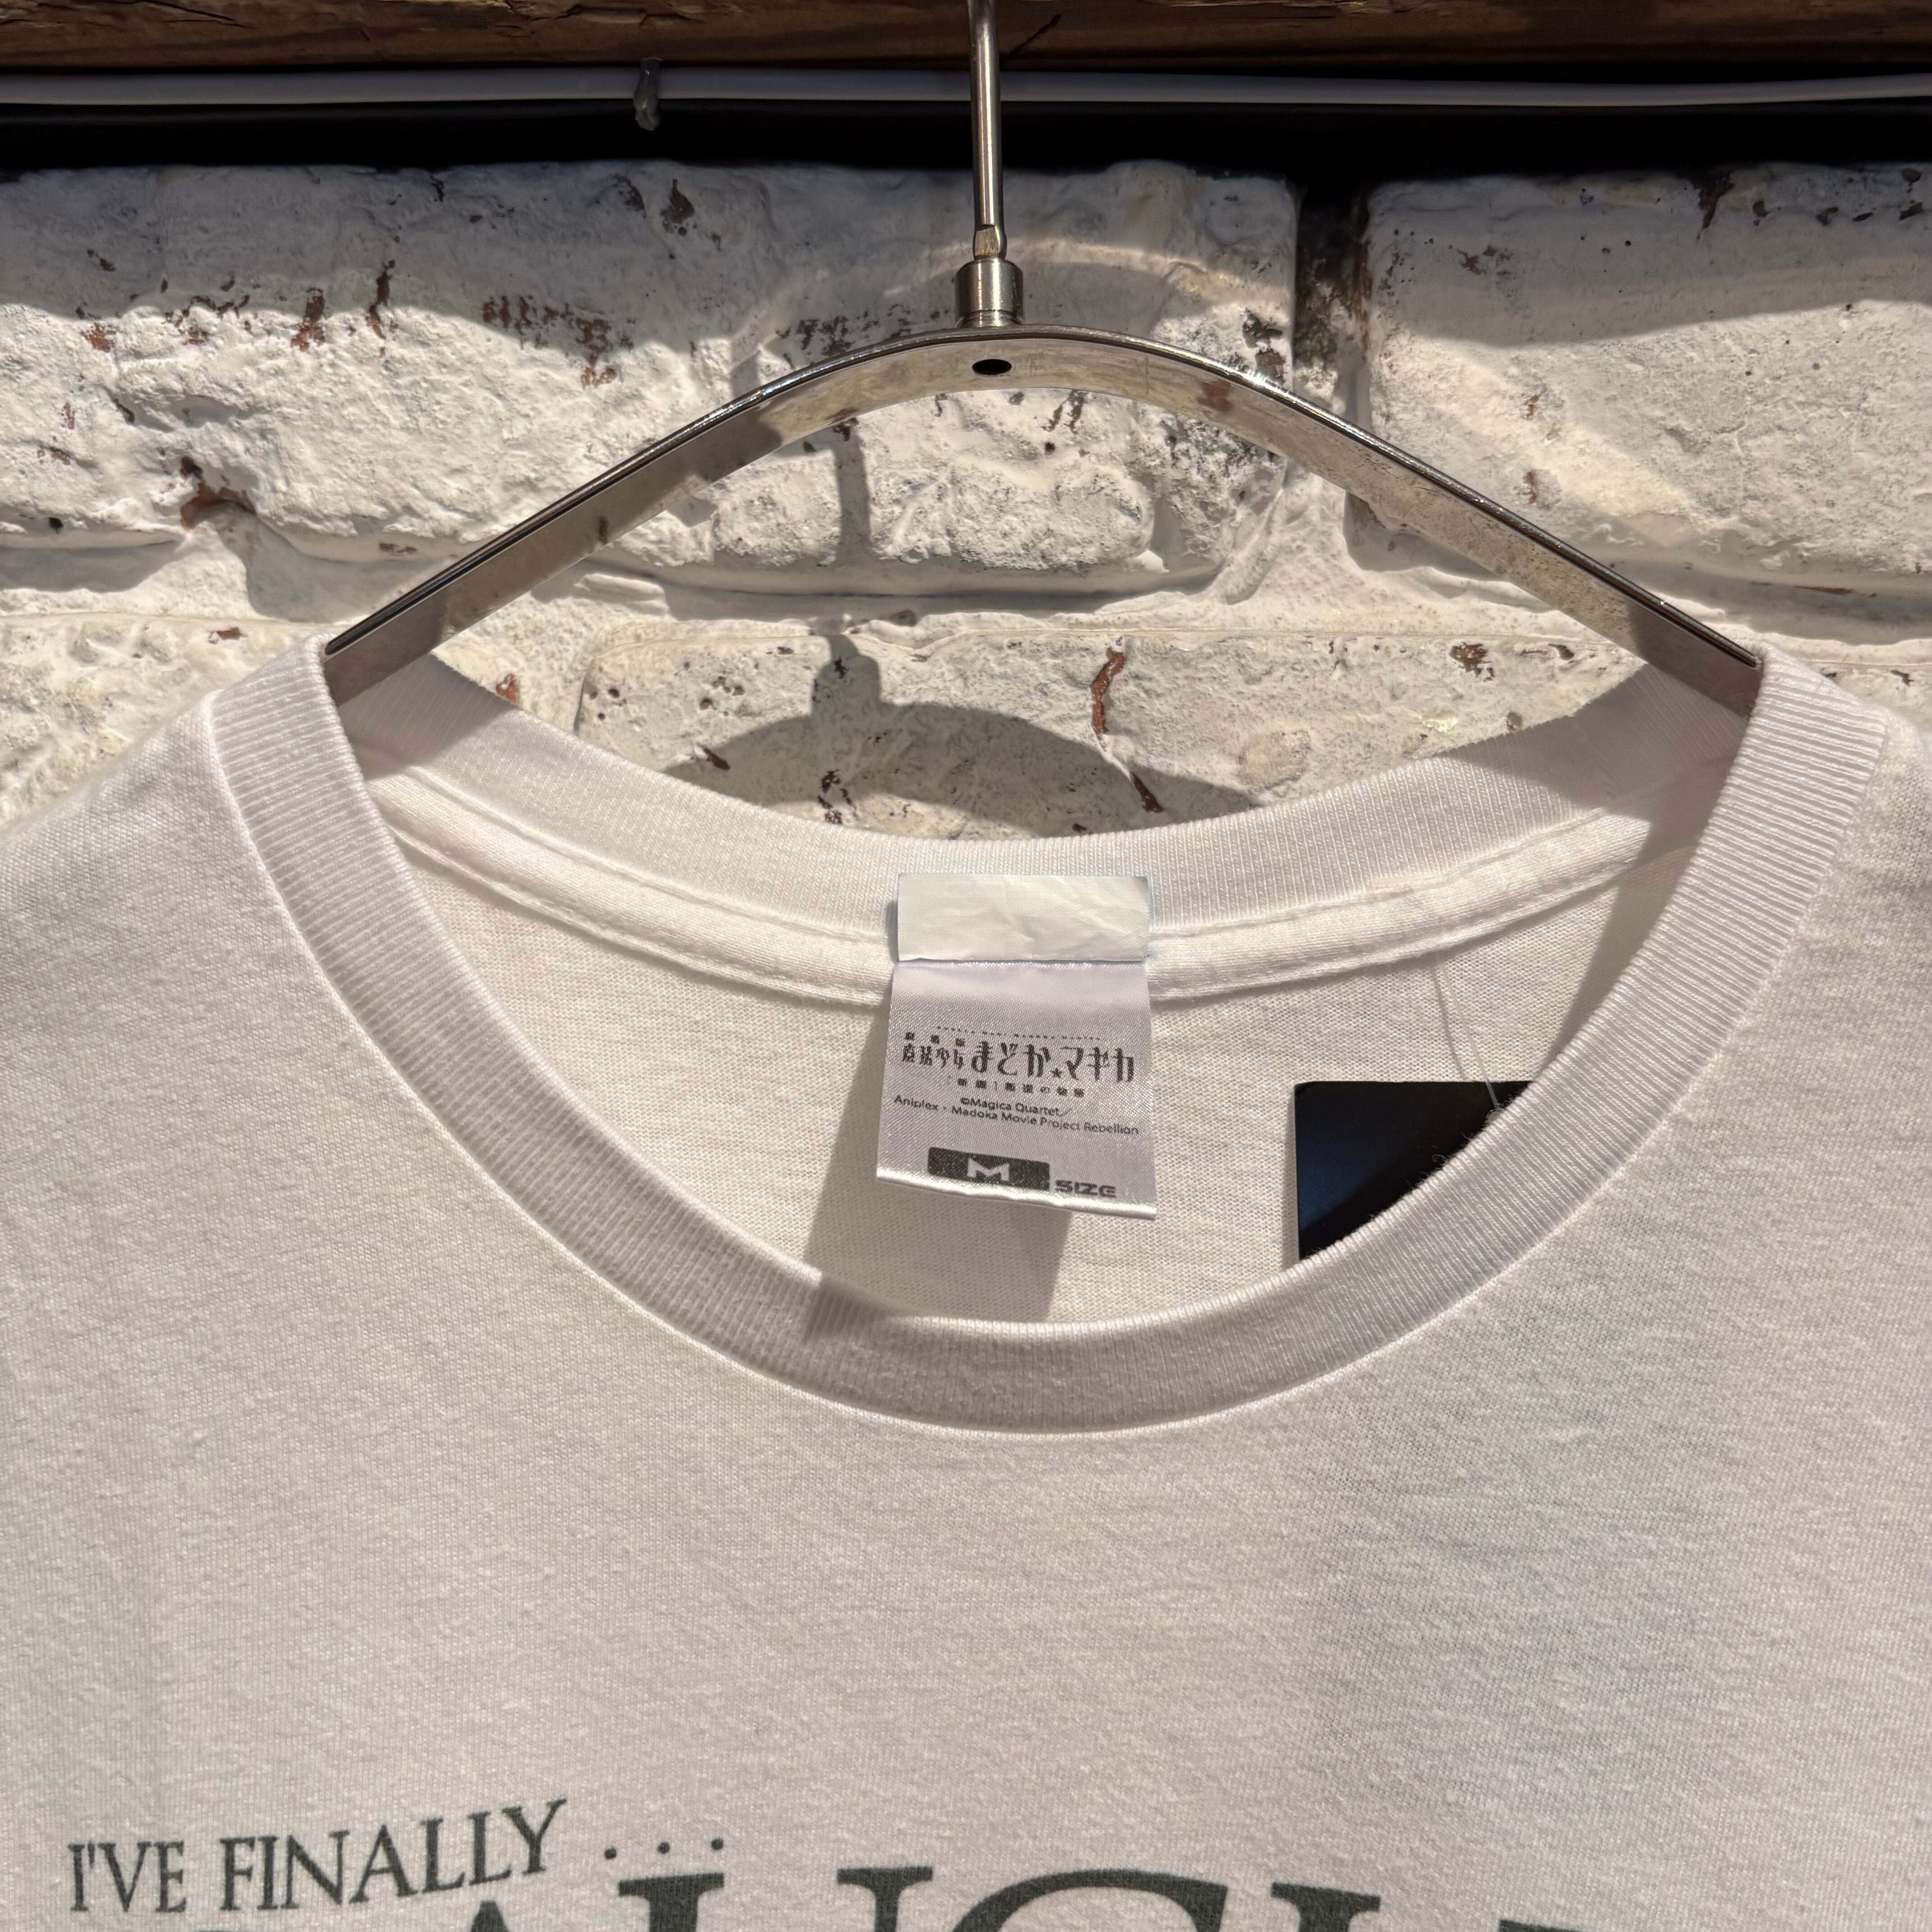 劇場版
魔法少女まどか☆マギカ
［新編］叛逆の物語
©Magica Quartet／
Aniplex・Madoka Movie Project Rebellion
M SIZE
I'VE FINALLY . . .